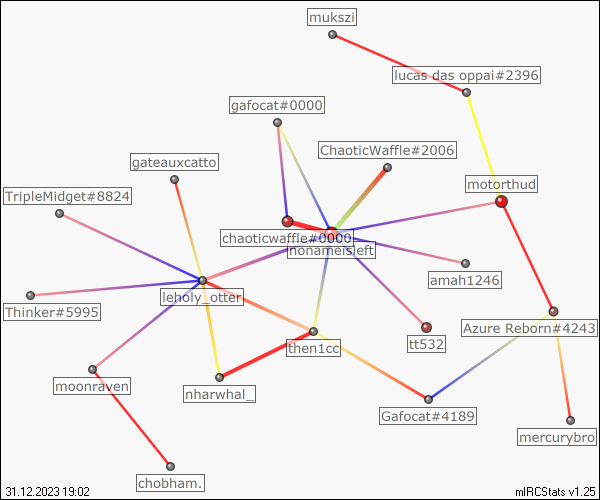 mukszi
lucas das oppai#2396
gafocat#0000
ChaoticWaffle#2006
gateauxcatto
motorthud
TripleMidget#8824
chaoticwaffle#0000
nonameisleft
amah1246
leholy_otter
Thinker#5995
Azure Reborn#4243
tt532
then1cc
moonraven
nharwhal_
Gafocat#4189
mercurybro
chobham.
31.12.2023 19:02
mIRCStats v1.25